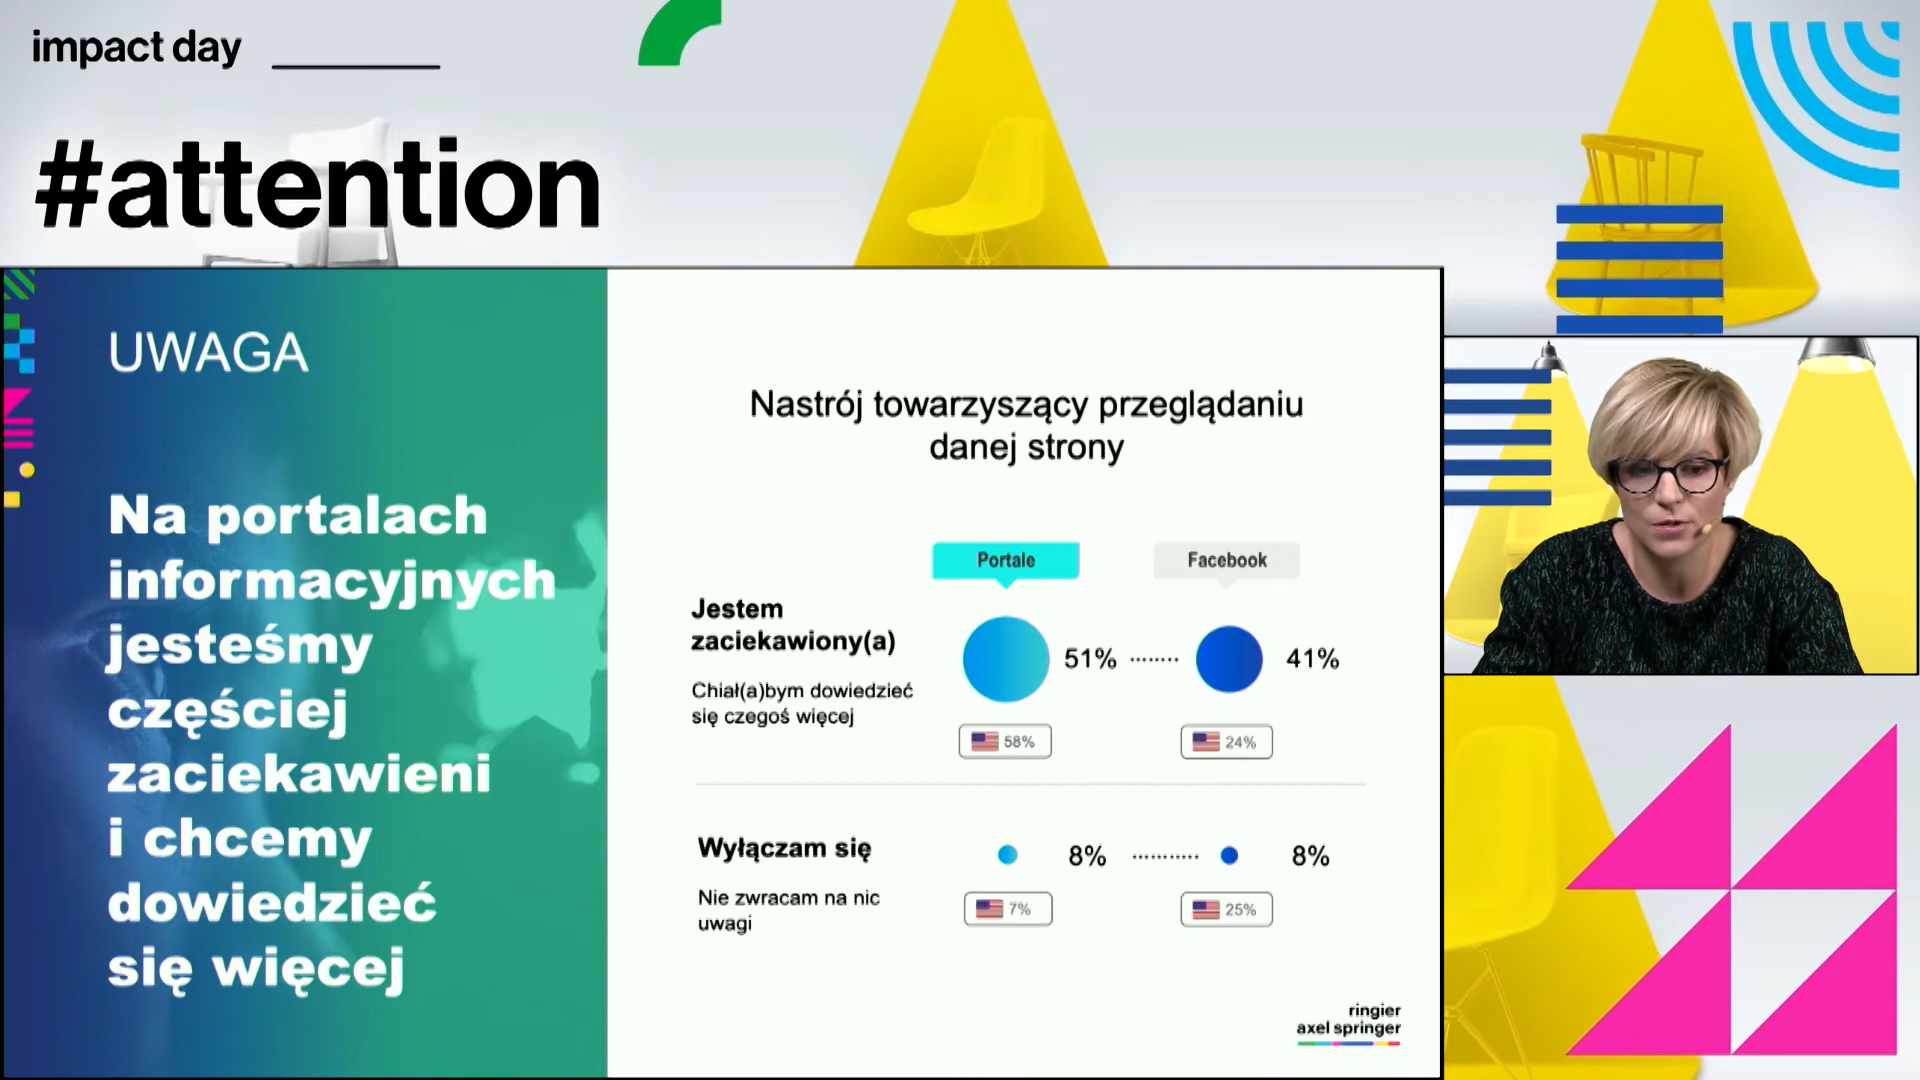 impact day
#attention
UWAGA
Na portalach
informacyjnych
jesteśmy
częściej
zaciekawieni
i chcemy
dowiedzieć
się więcej
Nastrój towarzyszący przeglądaniu
danej strony
Portale
Facebook
Jestem
zaciekawiony(a)
Chiał(a)bym dowiedzieć
się czegoś więcej
51%
41%
58%
24%
Wyłączam się
Nie zwracam na nic
uwagi
8%
8%
7%
25%
ringier
axel springer